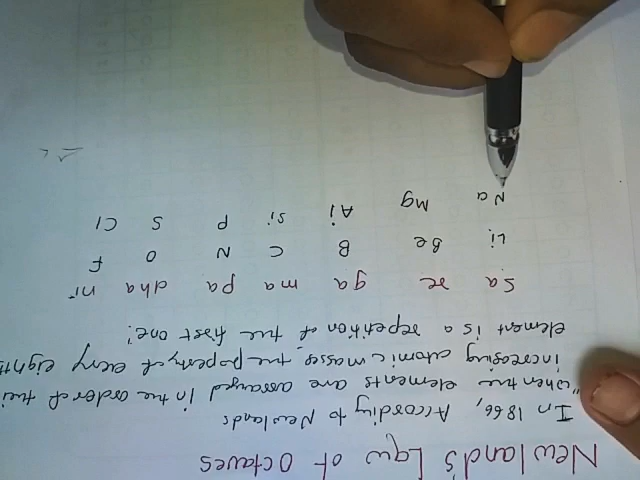 Newland's Law of Octaves
In 1866, According to Newlands
"when the elements are arranged in the order of their
increasing atomic masses, the property of every eighth
element is a repetition of the first one".
Sa re ga ma pa dha ni
Li Be B C N O F
Na Mg Al Si P S Cl